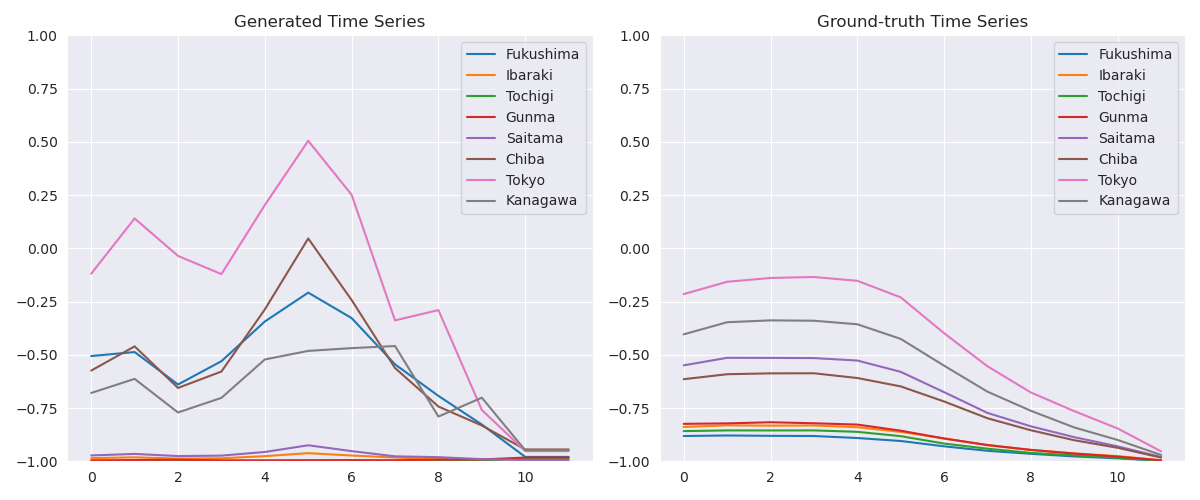 Generated Time Series
1.00
0.75
0.50
0.25
0.00
−0.25
−0.50
−0.75
−1.00
0 2 4 6 8 10
Fukushima
Ibaraki
Tochigi
Gunma
Saitama
Chiba
Tokyo
Kanagawa
Ground-truth Time Series
1.00
0.75
0.50
0.25
0.00
−0.25
−0.50
−0.75
−1.00
0 2 4 6 8 10
Fukushima
Ibaraki
Tochigi
Gunma
Saitama
Chiba
Tokyo
Kanagawa